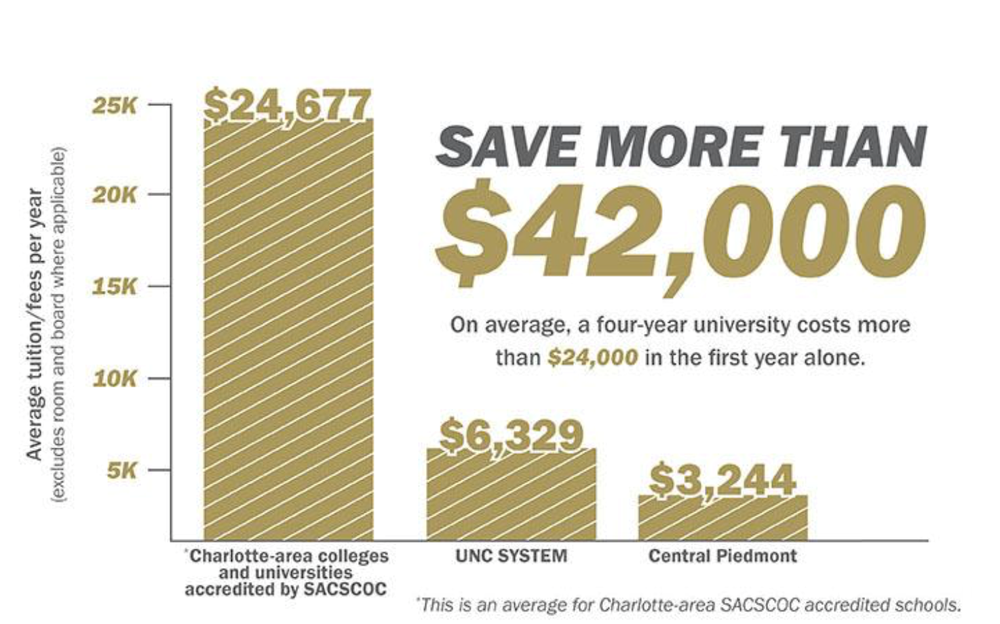 Average tuition/fees per year
(excludes room and board where applicable)
25K
20K
15K
10K
5K
$24,677
$6,329
$3,244
SAVE MORE THAN
$42,000
On average, a four-year university costs more
than $24,000 in the first year alone.
*Charlotte-area colleges
and universities
accredited by SACSCOC
UNC SYSTEM
Central Piedmont
*This is an average for Charlotte-area SACSCOC accredited schools.